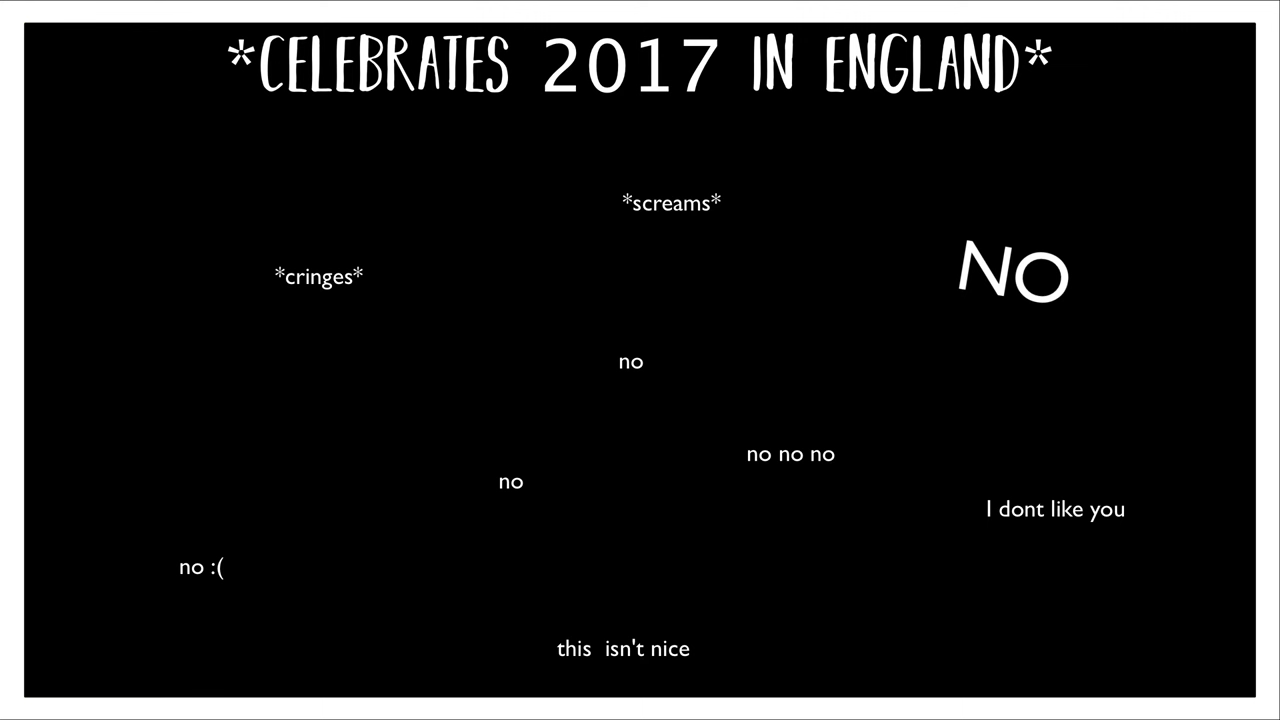 *CELEBRATES 2017 IN ENGLAND*
*screams*
*cringes*
NO
no
no no no
no
I dont like you
no :(
this  isn't nice